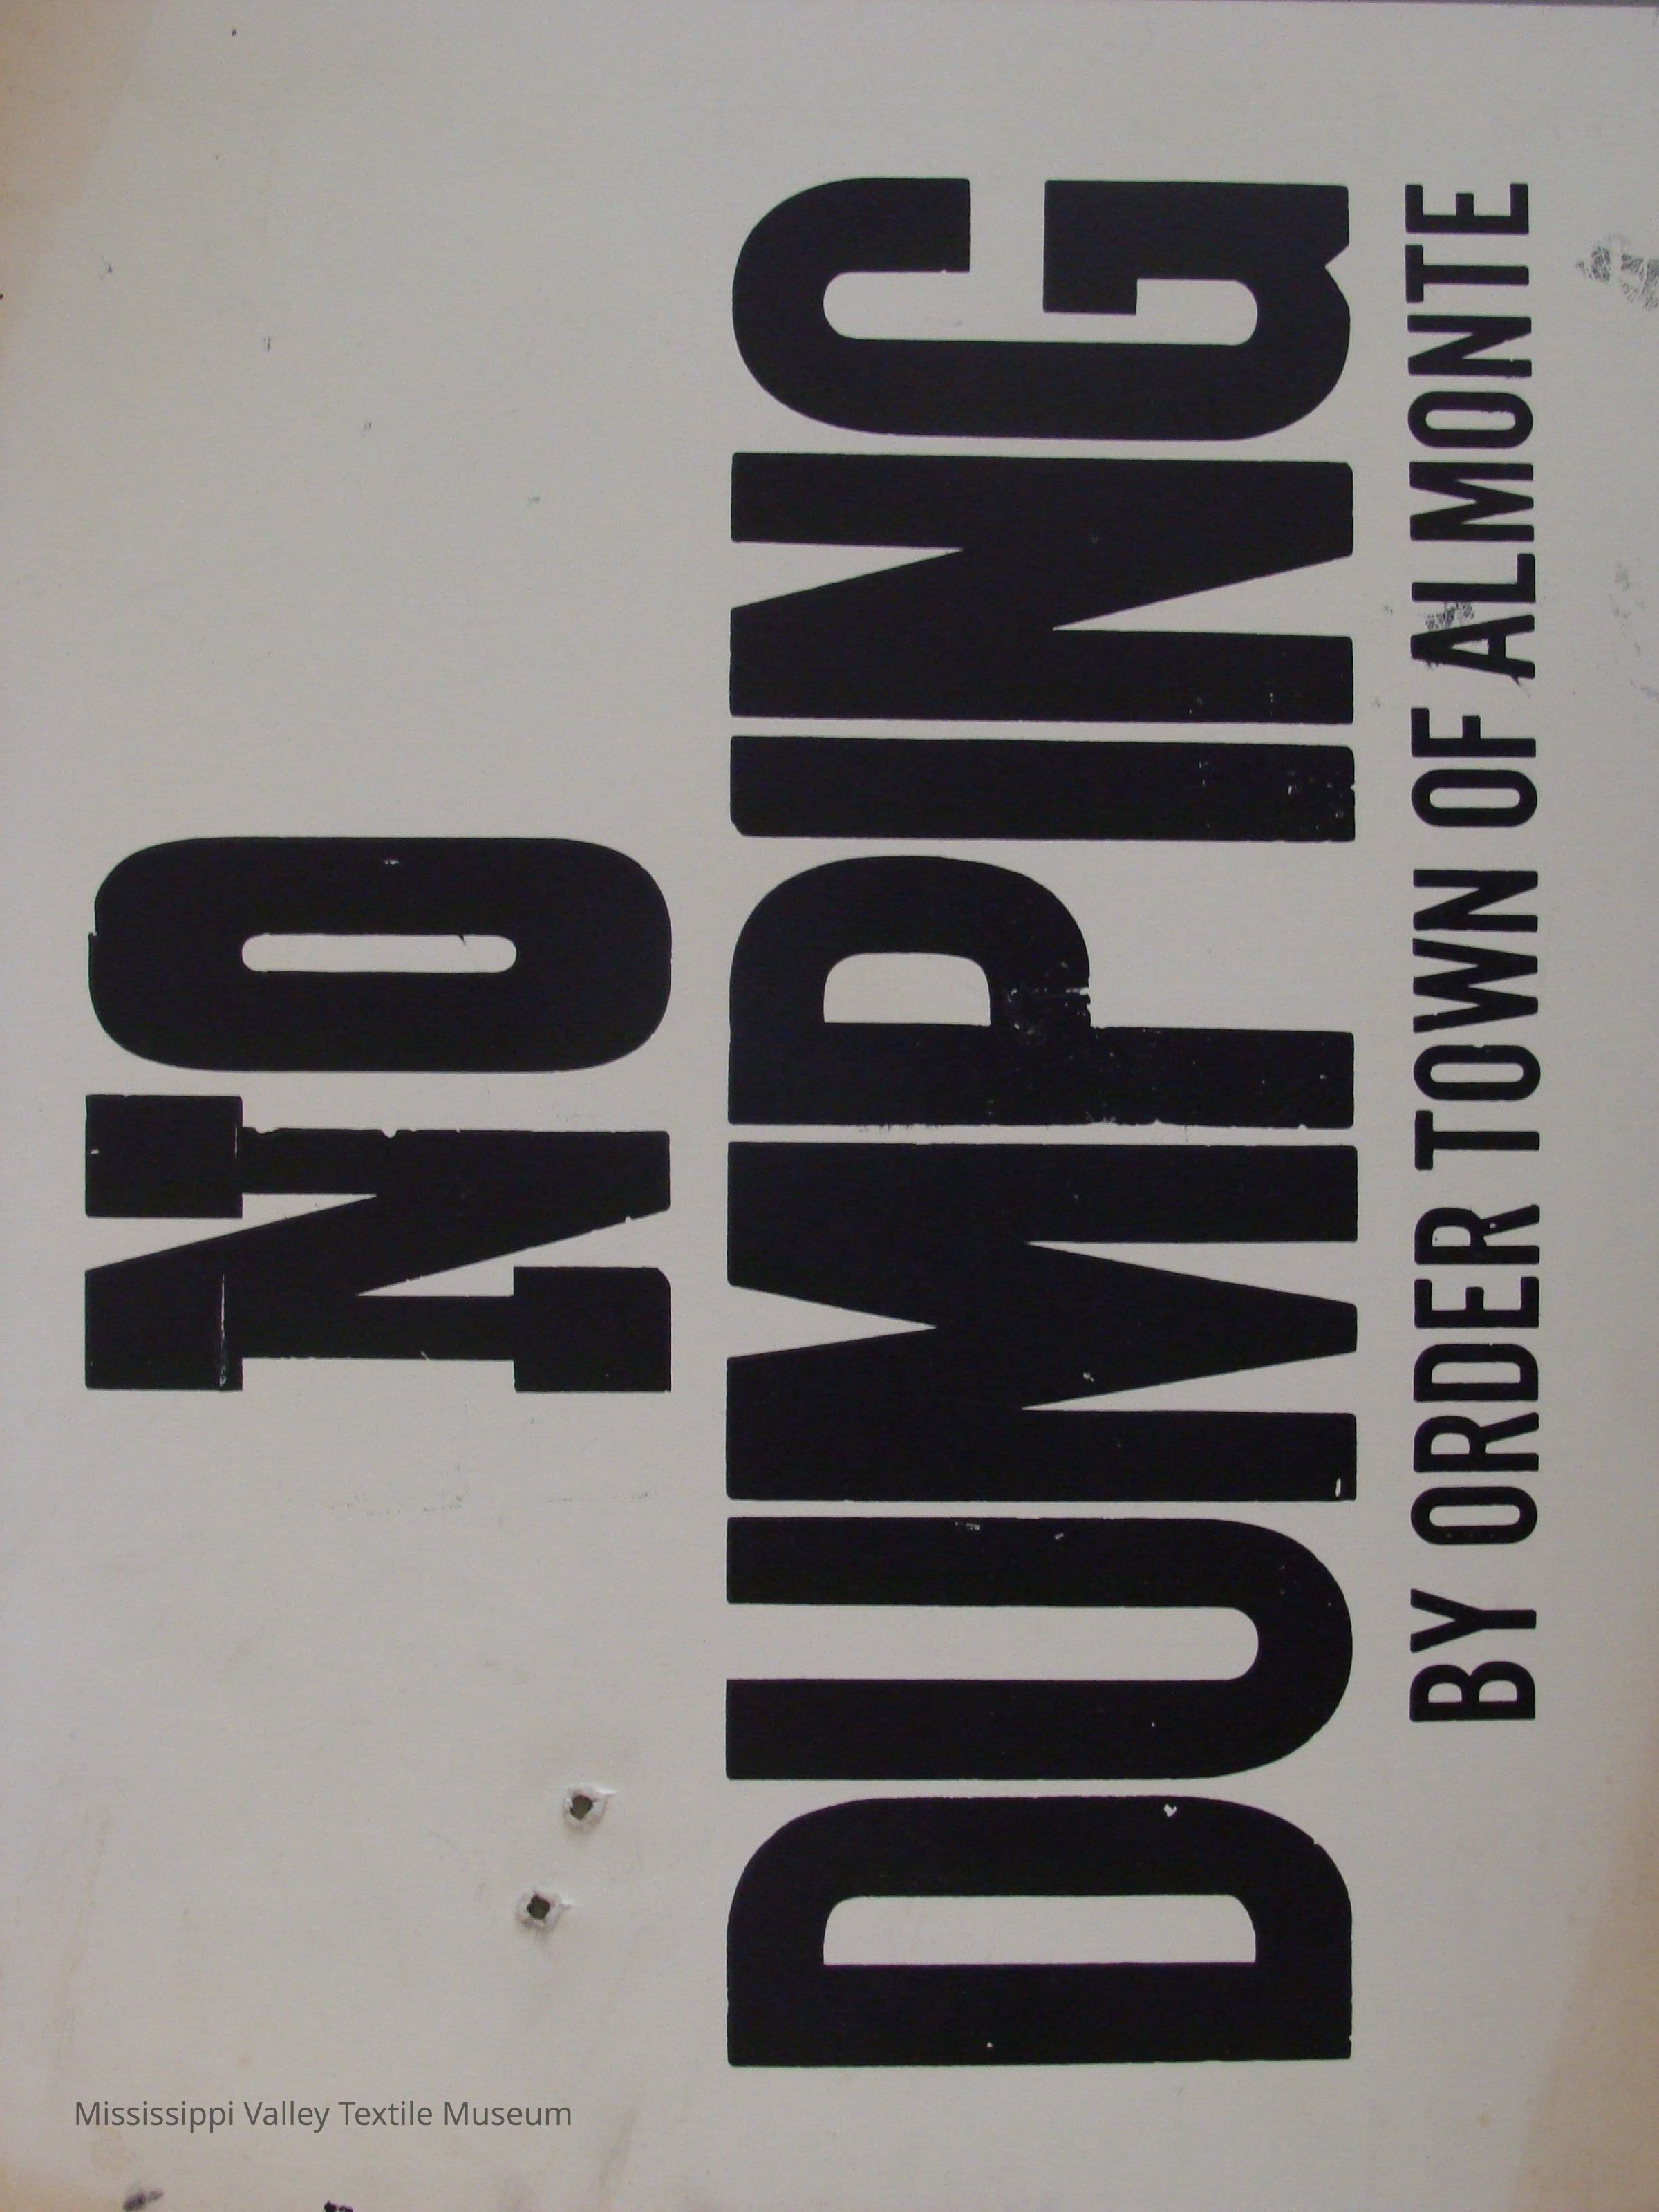 NO
DUMPING
BY ORDER TOWN OF ALMONTE
Mississippi Valley Textile Museum